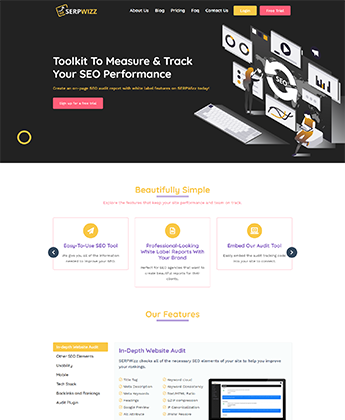 SERPWIZZ
About Us Blog Pricing Faq Contact Us Login Free Trial
Toolkit To Measure & Track
Your SEO Performance
Create an on-page SEO audit report with white label features on SERPWizz today!
Sign up for a free trial
SEO
Beautifully Simple
Explore the features that keep your site performance and leads on track.
Easy-To-Use SEO Tool
We give you all of the information
needed to improve your SEO.
Professional-Looking
White Label Reports With
Your Brand
Perfect for SEO agencies that want to
create beautiful reports for their
clients.
Embed Our Audit Tool
Easily embed the audit tracking tool
into your site to convert.
Our Features
In-depth Website Audit
Other SEO Elements
Usability
Mobile
Tech Stack
Backlinks and Rankings
Audit Plugin
In-Depth Website Audit
SERPWizz checks all of the necessary SEO elements of your site to help you improve
your rankings.
Title Tag
Meta Description
Meta Keywords
Headings
Google Preview
Keyword Cloud
Keyword Consistency
Text/HTML Ratio
GZIP Compression
IP Canonicalization